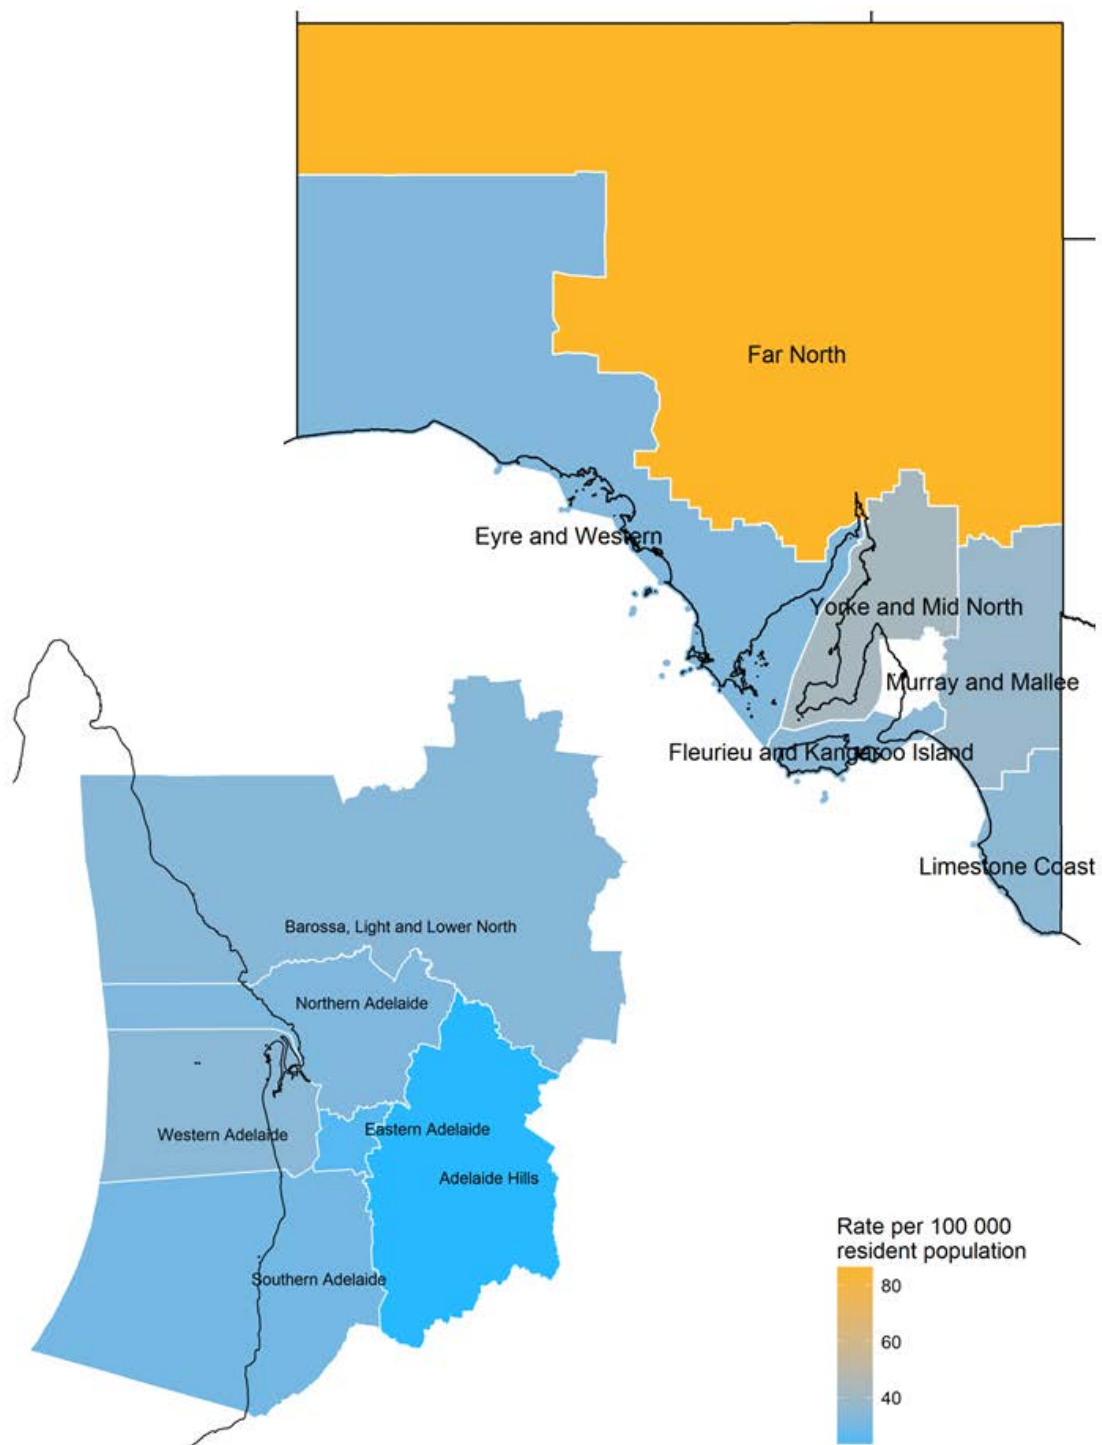 Far North
Eyre and Western
Yorke and Mid North
Murray and Mallee
Fleurieu and Kangaroo Island
Limestone Coast
Barossa, Light and Lower North
Northern Adelaide
Western Adelaide
Eastern Adelaide
Adelaide Hills
Southern Adelaide
Rate per 100 000
resident population
80
60
40